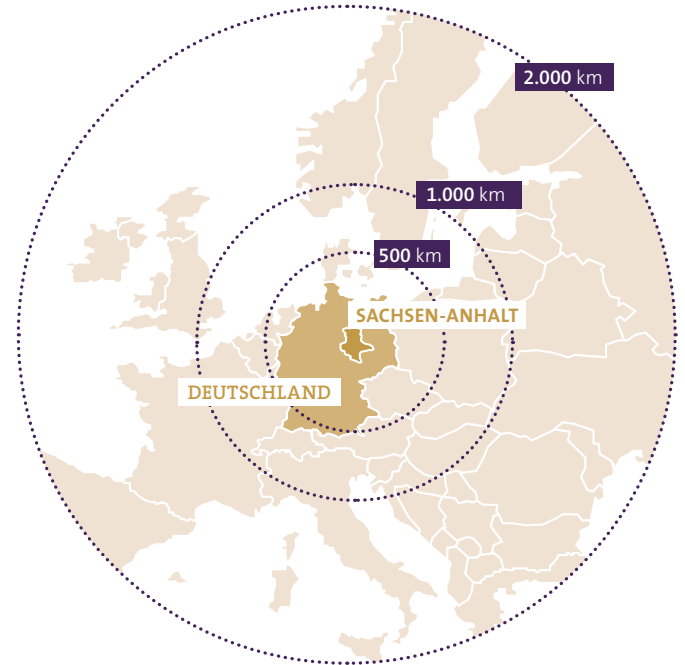 2.000 km
1.000 km
500 km
SACHSEN-ANHALT
DEUTSCHLAND